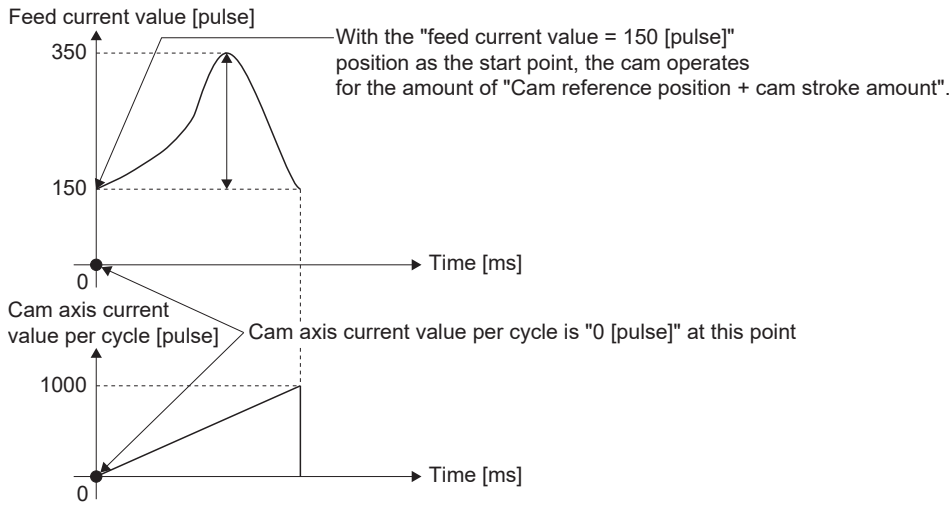 Feed current value [pulse]
350
With the "feed current value = 150 [pulse]"
position as the start point, the cam operates
for the amount of "Cam reference position + cam stroke amount".
150
Time [ms]
0
Cam axis current
value per cycle [pulse]
Cam axis current value per cycle is "0 [pulse]" at this point
1000
Time [ms]
0